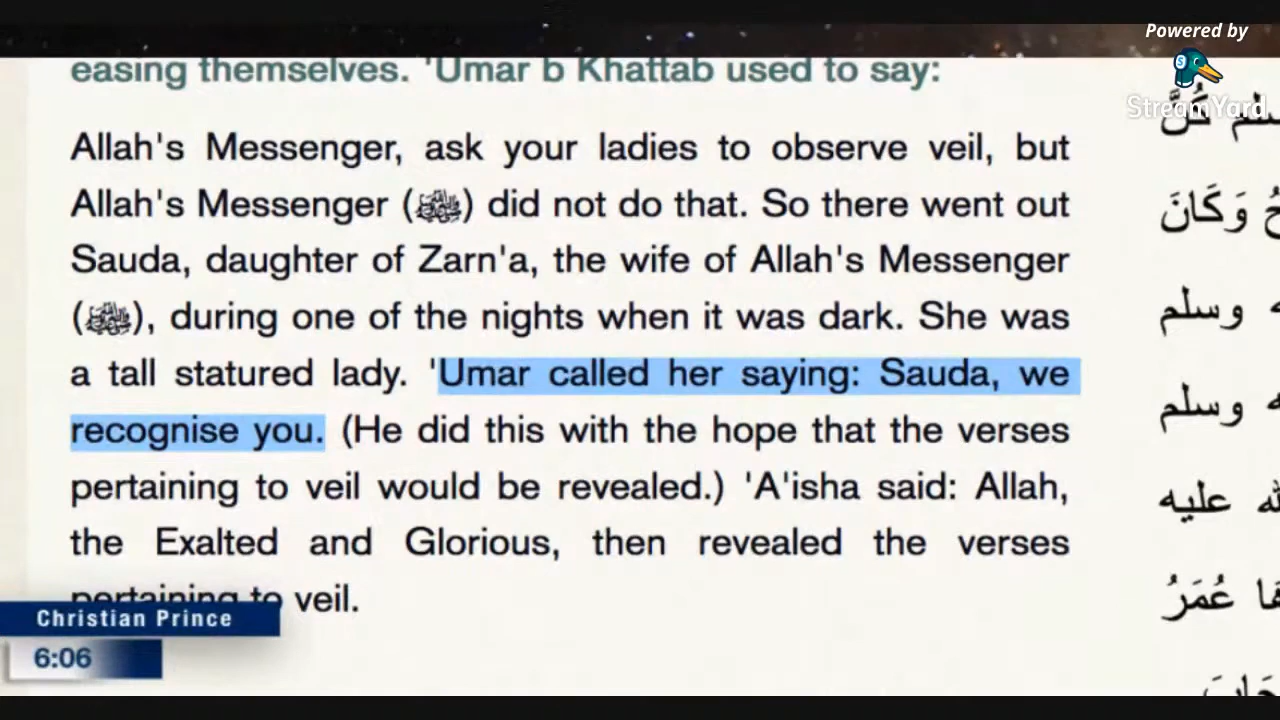 Powered by
StreamYard
easing themselves. 'Umar b Khattab used to say:
Allah's Messenger, ask your ladies to observe veil, but
Allah's Messenger (ﷺ) did not do that. So there went out
Sauda, daughter of Zarn'a, the wife of Allah's Messenger
(ﷺ), during one of the nights when it was dark. She was
a tall statured lady. 'Umar called her saying: Sauda, we
recognise you. (He did this with the hope that the verses
pertaining to veil would be revealed.) 'A'isha said: Allah,
the Exalted and Glorious, then revealed the verses
pertaining to veil.
وَكَانَ
وسلم
وسلم
عليه
عُمَرُ
Christian Prince
6:06